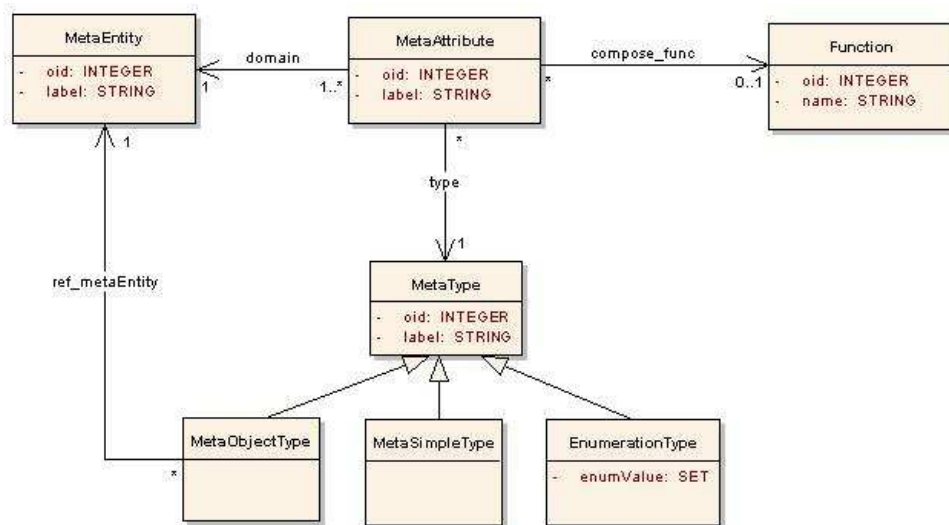 MetaEntity
- oid: INTEGER
- label: STRING
domain
1
1..*
MetaAttribute
- oid: INTEGER
- label: STRING
compose_func
*
0..1
Function
- oid: INTEGER
- name: STRING
1
*
type
1
ref_metaEntity
MetaType
- oid: INTEGER
- label: STRING
MetaObjectType
*
MetaSimpleType
EnumerationType
- enumValue: SET